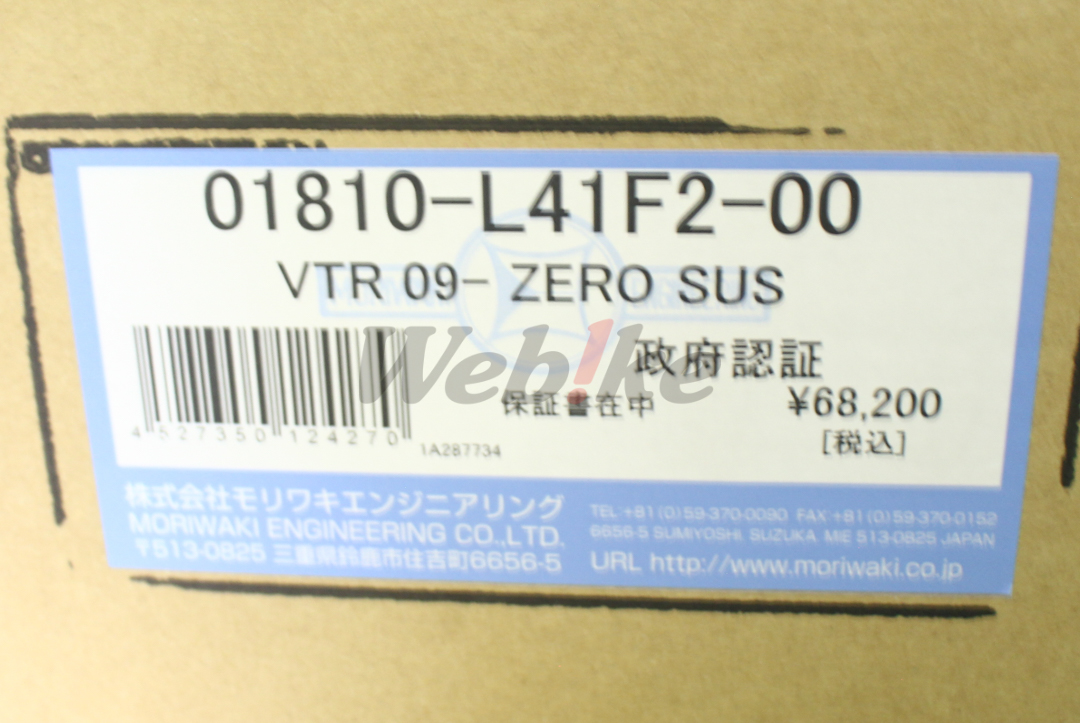 01810-L41F2-00
VTR 09- ZERO SUS
Webike
政府認証
保証書在中
¥68,200
[税込]
4 527350 124270
1A287734
株式会社モリワキエンジニアリング
MORIWAKI ENGINEERING CO.,LTD.
〒513-0825 三重県鈴鹿市住吉町6656-5
TEL +81(0)59-370-0090 FAX +81(0)59-370-0152
6656-5 SUMIYOSHI, SUZUKA MIE 513-0825 JAPAN
URL http://www.moriwaki.co.jp